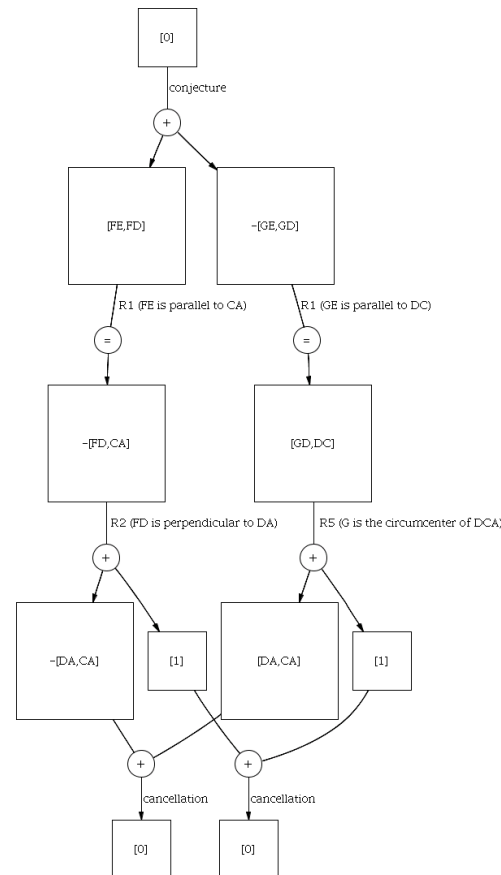 [0]
conjecture
+
[FE,FD]
-[GE,GD]
R1 (FE is parallel to CA)
R1 (GE is parallel to DC)
=
=
-[FD,CA]
[GD,DC]
R2 (FD is perpendicular to DA)
R5 (G is the circumcenter of DCA)
+
+
-[DA,CA]
[1]
[DA,CA]
[1]
+
+
cancellation
cancellation
[0]
[0]